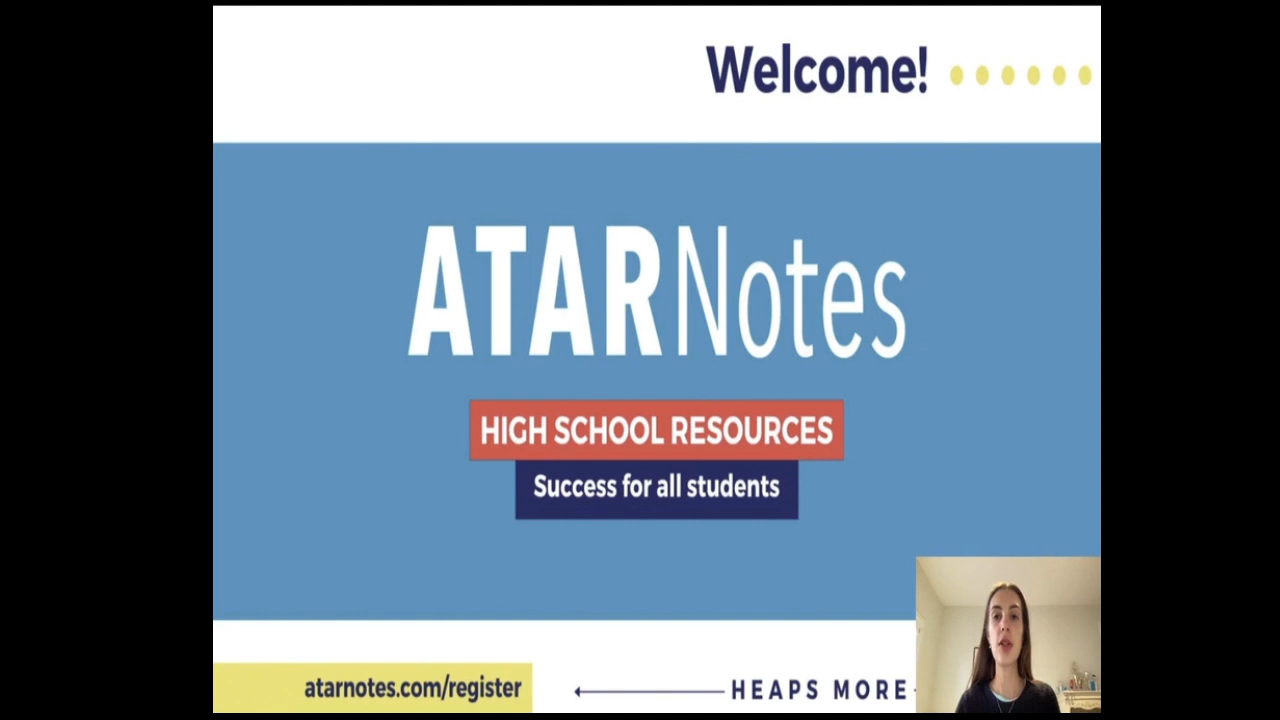 Welcome!
ATARNotes
HIGH SCHOOL RESOURCES
Success for all students
atarnotes.com/register
HEAPS MORE